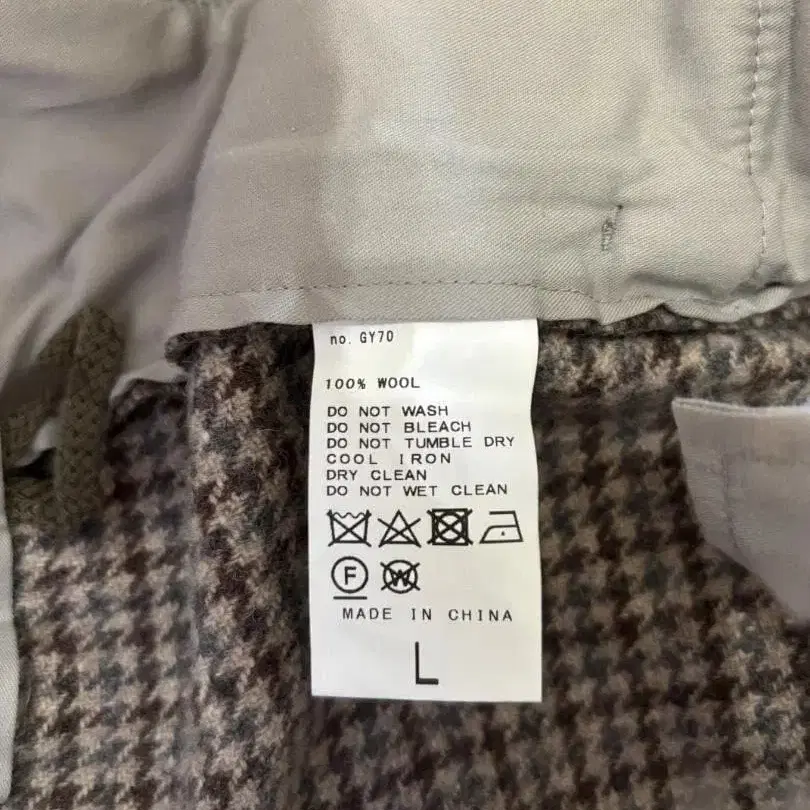 no. GY70
100% WOOL
DO NOT WASH
DO NOT BLEACH
DO NOT TUMBLE DRY
COOL IRON
DRY CLEAN
DO NOT WET CLEAN
F W
MADE IN CHINA
L